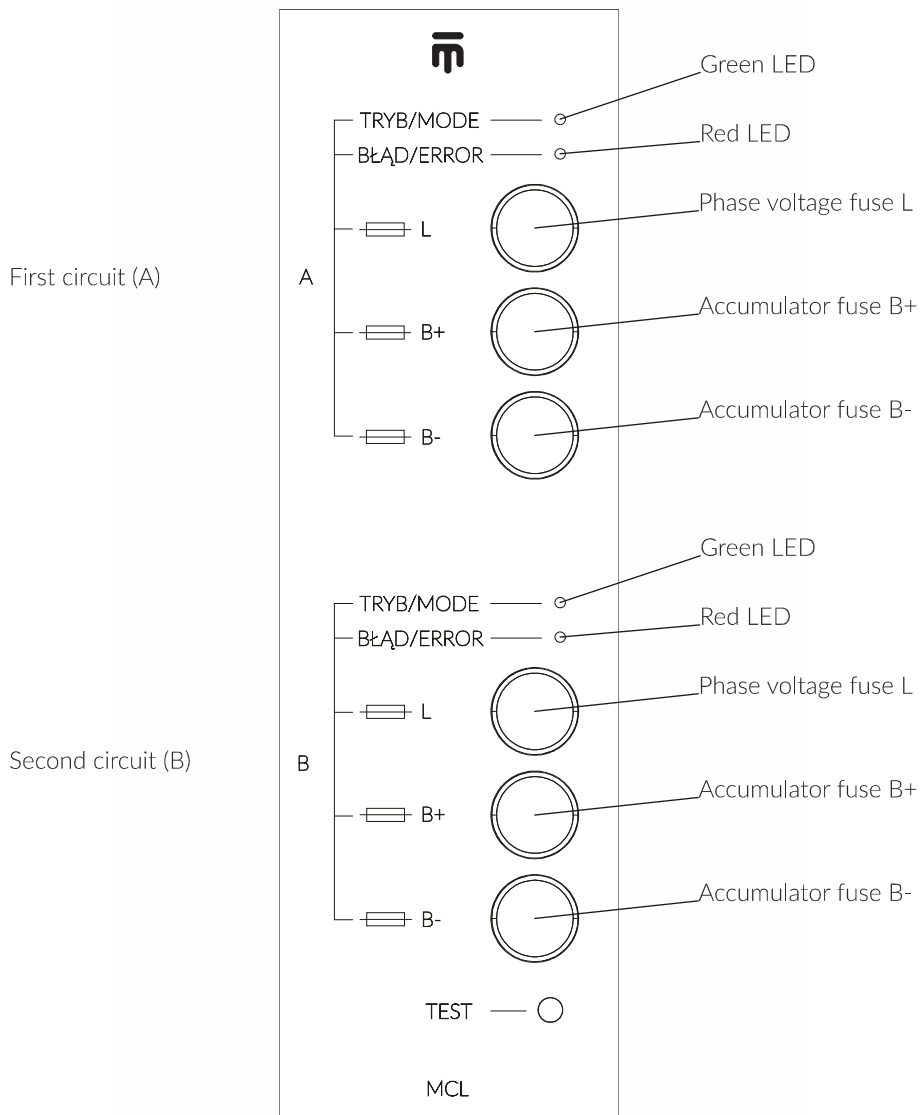 Green LED
TRYB/MODE
Red LED
BŁĄD/ERROR
Phase voltage fuse L
L
First circuit (A)
A
Accumulator fuse B+
B+
Accumulator fuse B-
B-
Green LED
TRYB/MODE
Red LED
BŁĄD/ERROR
Phase voltage fuse L
L
Second circuit (B)
B
Accumulator fuse B+
B+
Accumulator fuse B-
B-
TEST
MCL